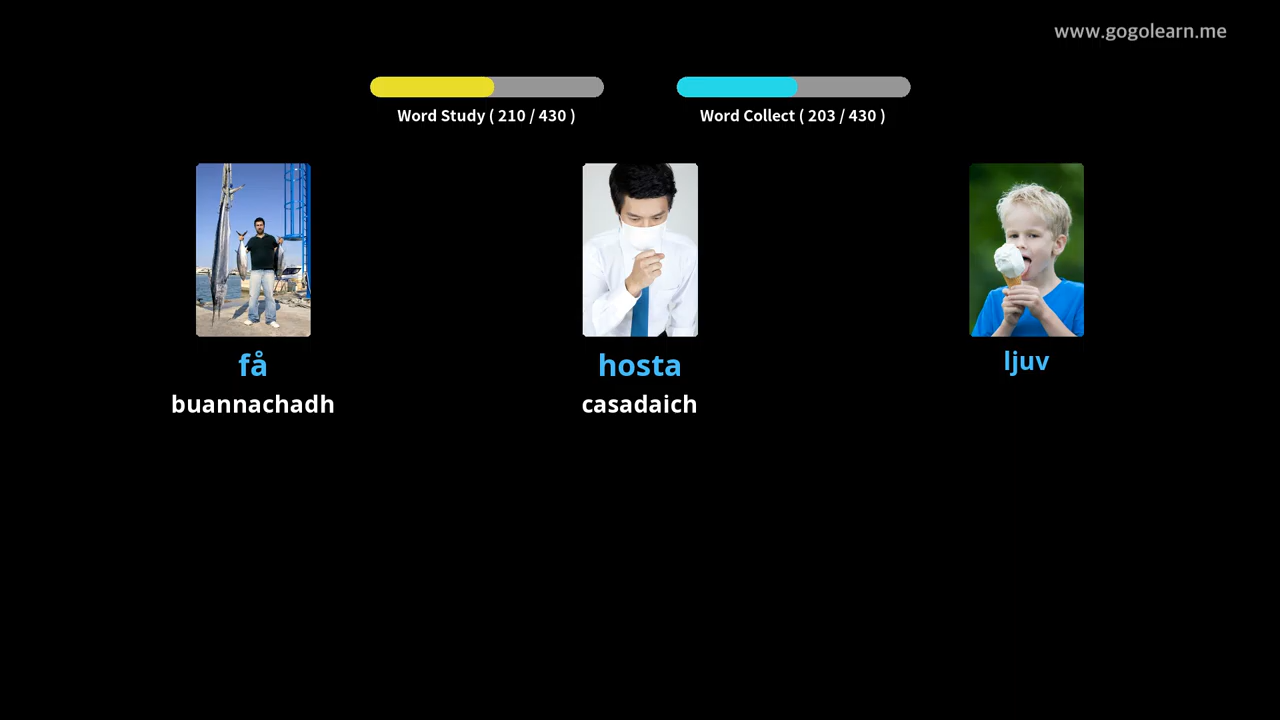 www.gogolearn.me
Word Study ( 210 / 430 )
Word Collect ( 203 / 430 )
få
hosta
ljuv
buannachadh
casadaich